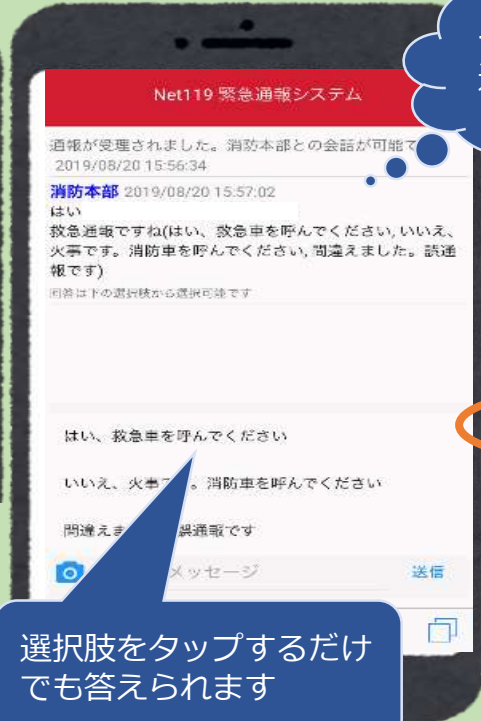 Net119 緊急通報システム
通報が受理されました。消防本部との会話が可能で
2019/08/20 15:56:34
消防本部 2019/08/20 15:57:02
はい
救急通報ですね(はい、救急車を呼んでください,いいえ、
火事です。消防車を呼んでください,間違えました。誤通
報です)
回答は下の選択肢から選択可能です
はい、救急車を呼んでください
いいえ、火事で 。消防車を呼んでください
間違えま 誤通報です
メッセージ 送信
選択肢をタップするだけ
でも答えられます